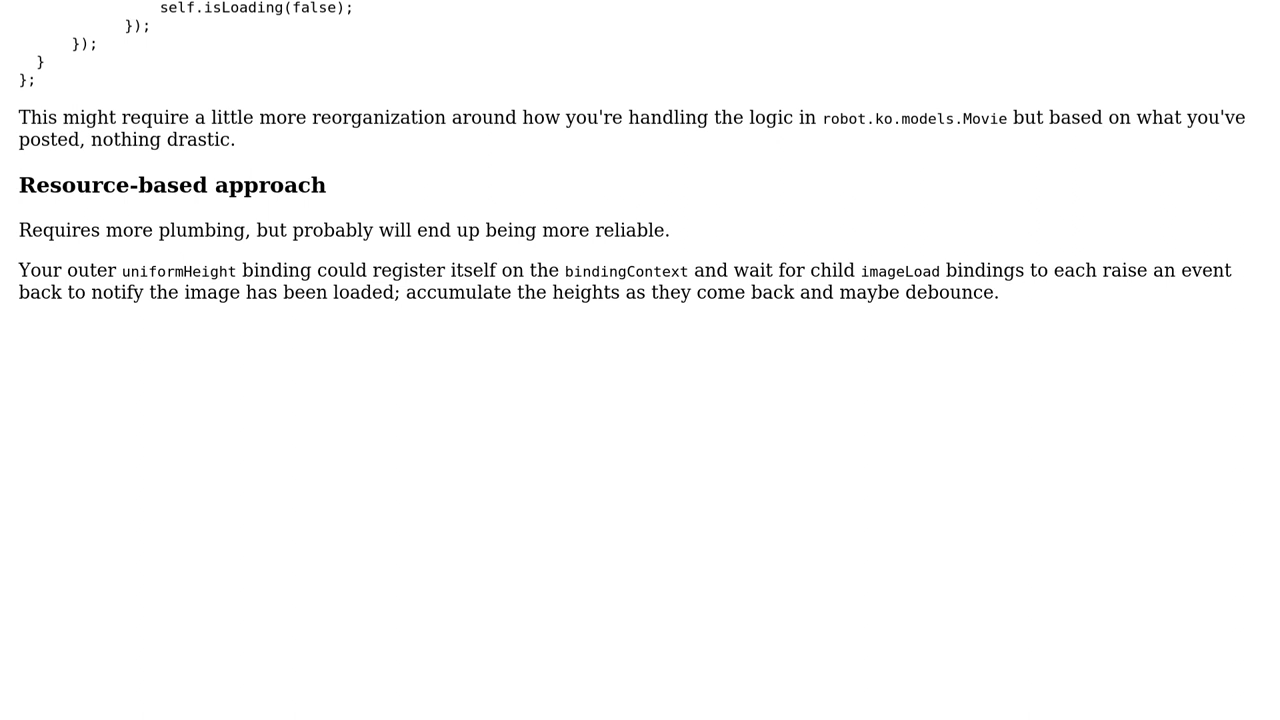 self.isLoading(false);
});
});
}
};
This might require a little more reorganization around how you're handling the logic in robot.ko.models.Movie but based on what you've
posted, nothing drastic.
Resource-based approach
Requires more plumbing, but probably will end up being more reliable.
Your outer uniformHeight binding could register itself on the bindingContext and wait for child imageLoad bindings to each raise an event
back to notify the image has been loaded; accumulate the heights as they come back and maybe debounce.